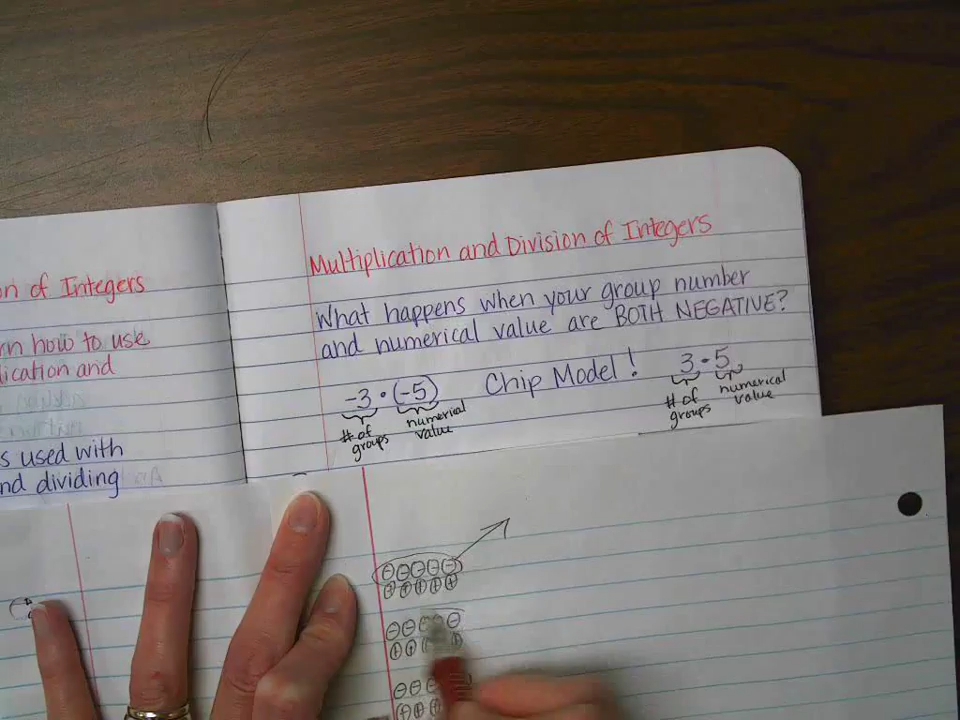 on of Integers
rn how to use
lication and
s used with
nd dividing
Multiplication and Division of Integers
What happens when your group number
and numerical value are BOTH NEGATIVE?
-3 · (-5) Chip Model! 3 · 5
# of groups numerical value # of groups numerical value